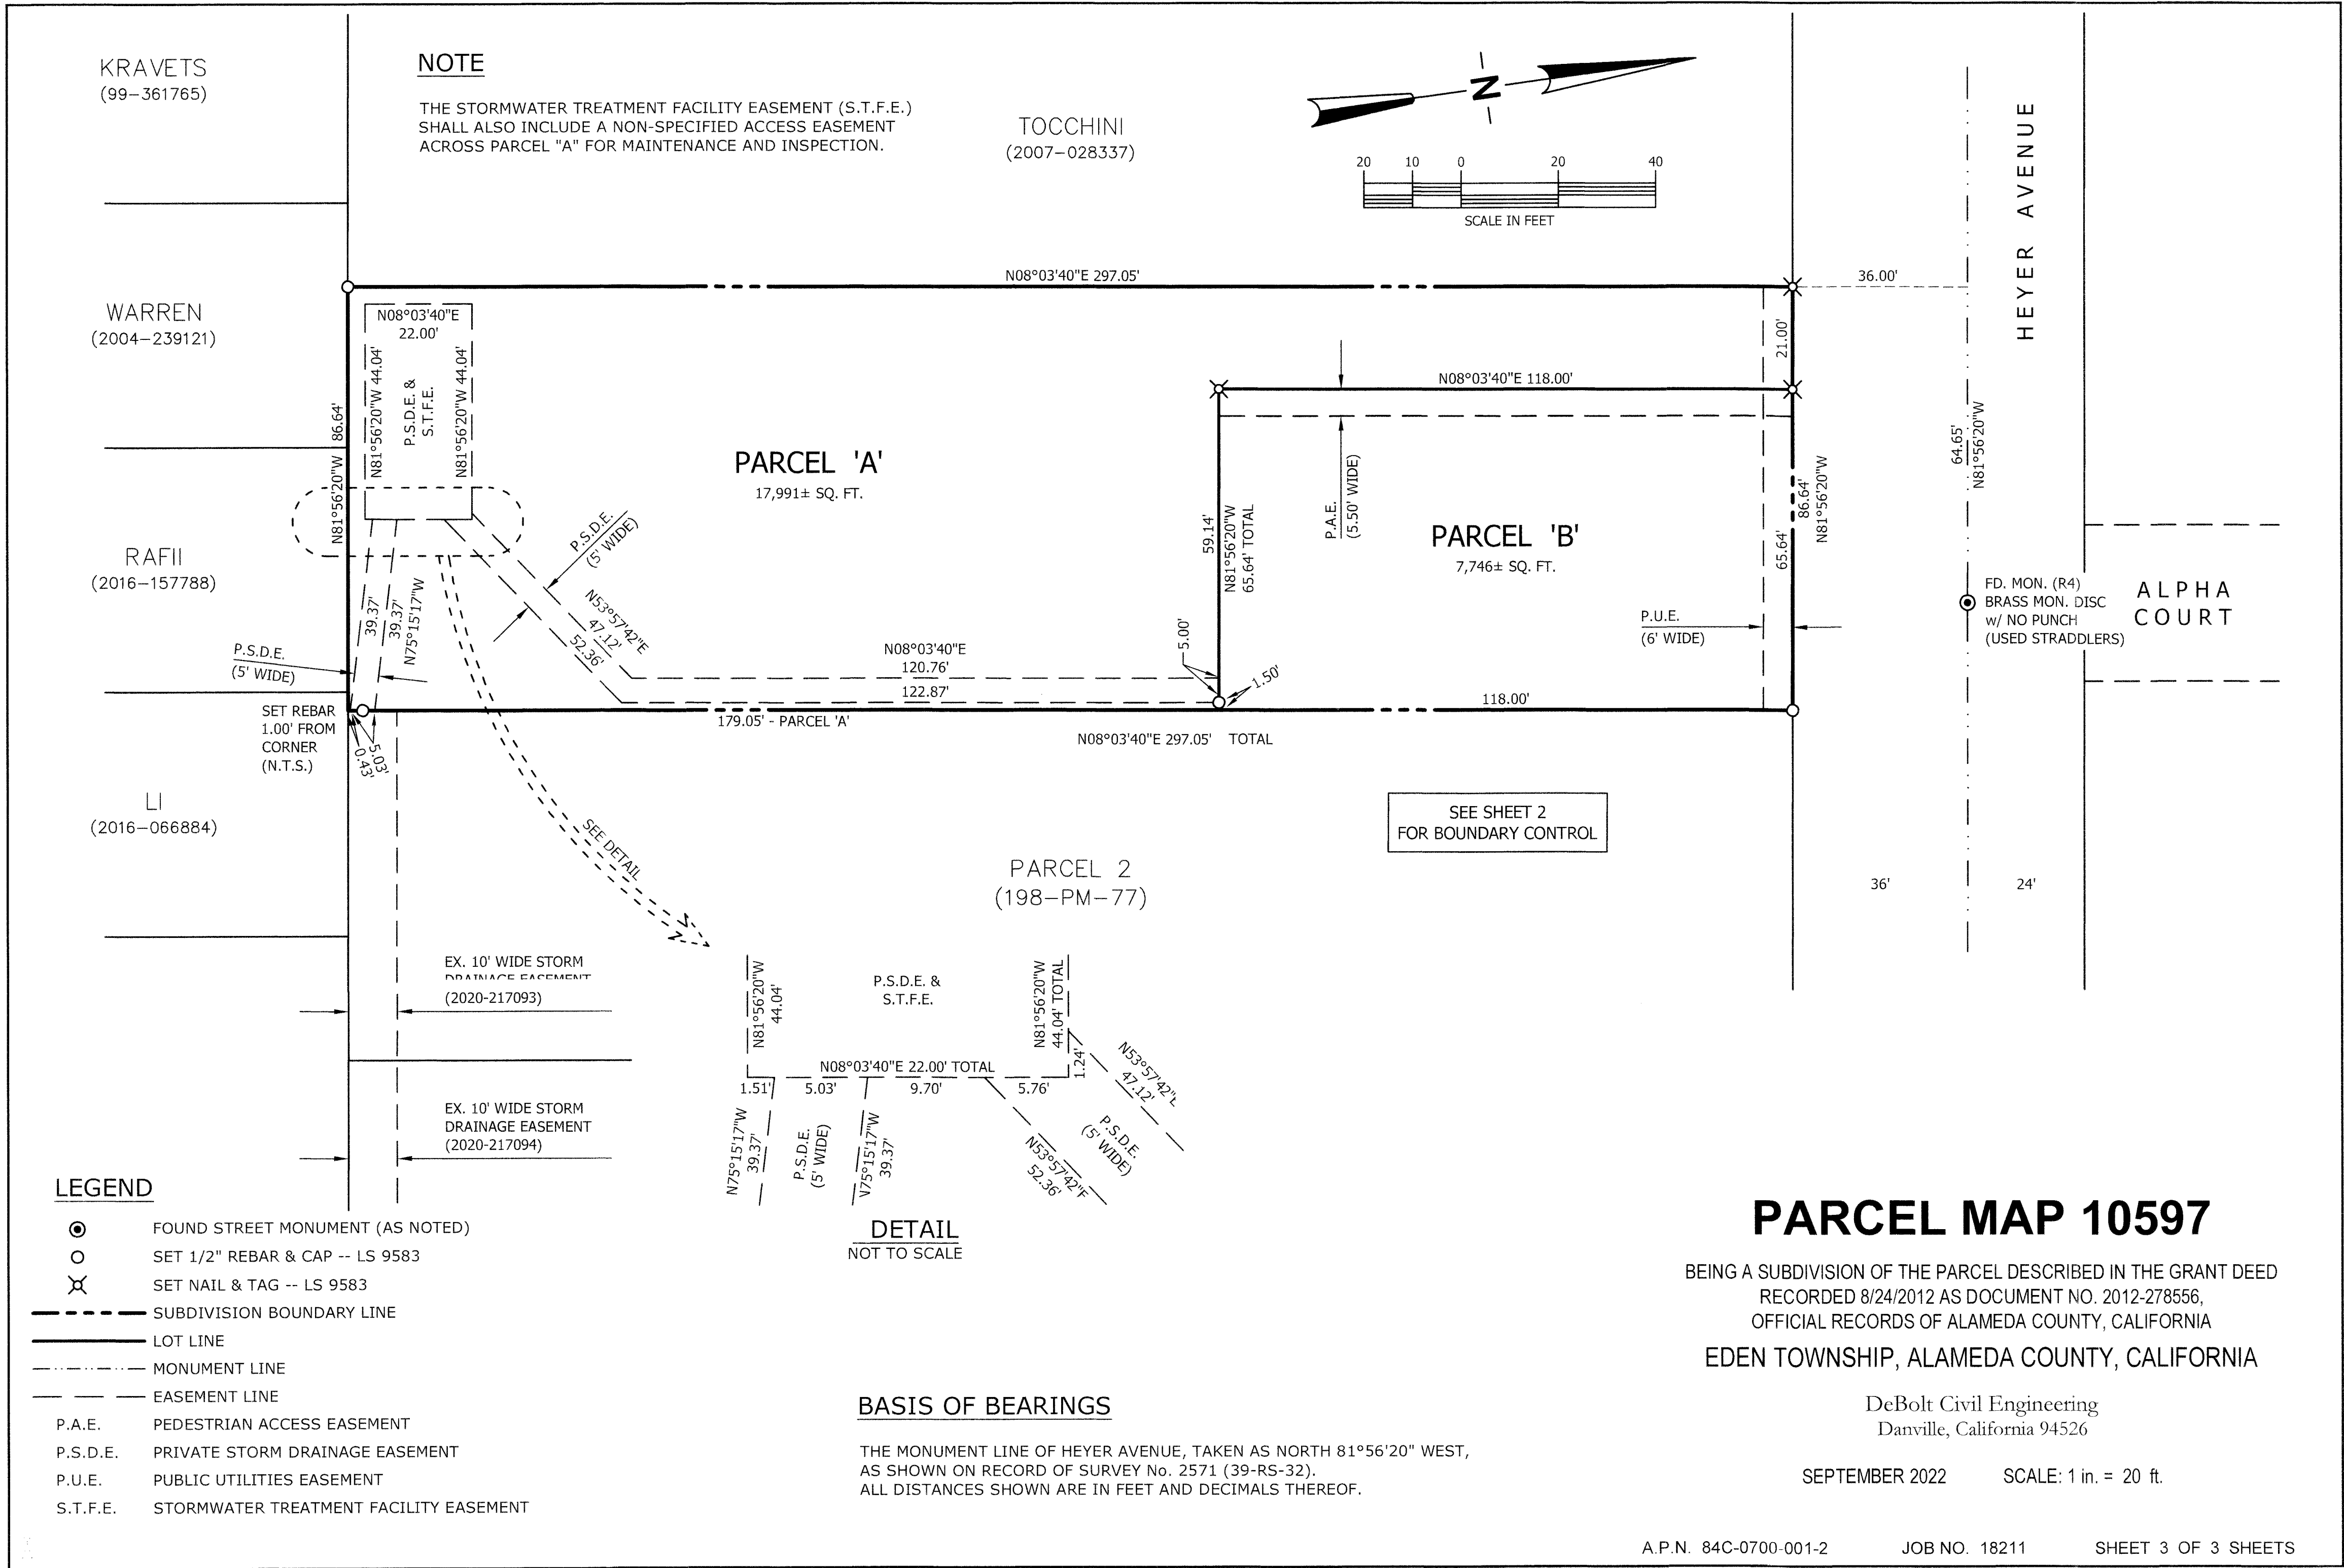 KRAVETS
(99-361765)
NOTE
THE STORMWATER TREATMENT FACILITY EASEMENT (S.T.F.E.)
SHALL ALSO INCLUDE A NON-SPECIFIED ACCESS EASEMENT
ACROSS PARCEL "A" FOR MAINTENANCE AND INSPECTION.
TOCCHINI
(2007-028337)
N
20 10 0 20 40
SCALE IN FEET
HEYER AVENUE
N08°03'40"E 297.05'
36.00'
WARREN
(2004-239121)
N08°03'40"E
22.00'
N81°56'20"W 44.04'
P.S.D.E. &
S.T.F.E.
N81°56'20"W 44.04'
N81°56'20"W 86.64'
21.00'
N08°03'40"E 118.00'
PARCEL 'A'
17,991± SQ. FT.
P.A.E.
(5.50' WIDE)
64.65'
N81°56'20"W
86.64'
N81°56'20"W
65.64'
59.14'
N81°56'20"W
65.64' TOTAL
PARCEL 'B'
7,746± SQ. FT.
RAFII
(2016-157788)
P.S.D.E.
(5' WIDE)
N53°57'42"E
47.12'
52.36'
39.37'
39.37'
N75°15'17"W
P.S.D.E.
(5' WIDE)
N08°03'40"E
120.76'
122.87'
5.00'
1.50'
P.U.E.
(6' WIDE)
FD. MON. (R4)
BRASS MON. DISC
w/ NO PUNCH
(USED STRADDLERS)
ALPHA
COURT
118.00'
179.05' - PARCEL 'A'
N08°03'40"E 297.05' TOTAL
SET REBAR
1.00' FROM
CORNER
(N.T.S.)
5.03'
0.43'
LI
(2016-066884)
SEE DETAIL
SEE SHEET 2
FOR BOUNDARY CONTROL
PARCEL 2
(198-PM-77)
36'
24'
EX. 10' WIDE STORM
DRAINAGE EASEMENT
(2020-217093)
EX. 10' WIDE STORM
DRAINAGE EASEMENT
(2020-217094)
N81°56'20"W
44.04'
P.S.D.E. &
S.T.F.E.
N81°56'20"W
44.04' TOTAL
N08°03'40"E 22.00' TOTAL
1.51' 5.03' 9.70' 5.76'
1.24'
N53°57'42"E
47.12'
N75°15'17"W
39.37'
P.S.D.E.
(5' WIDE)
N75°15'17"W
39.37'
N53°57'42"E
52.36'
P.S.D.E.
(5' WIDE)
DETAIL
NOT TO SCALE
LEGEND
FOUND STREET MONUMENT (AS NOTED)
SET 1/2" REBAR & CAP -- LS 9583
SET NAIL & TAG -- LS 9583
SUBDIVISION BOUNDARY LINE
LOT LINE
MONUMENT LINE
EASEMENT LINE
P.A.E. PEDESTRIAN ACCESS EASEMENT
P.S.D.E. PRIVATE STORM DRAINAGE EASEMENT
P.U.E. PUBLIC UTILITIES EASEMENT
S.T.F.E. STORMWATER TREATMENT FACILITY EASEMENT
BASIS OF BEARINGS
THE MONUMENT LINE OF HEYER AVENUE, TAKEN AS NORTH 81°56'20" WEST,
AS SHOWN ON RECORD OF SURVEY No. 2571 (39-RS-32).
ALL DISTANCES SHOWN ARE IN FEET AND DECIMALS THEREOF.
PARCEL MAP 10597
BEING A SUBDIVISION OF THE PARCEL DESCRIBED IN THE GRANT DEED
RECORDED 8/24/2012 AS DOCUMENT NO. 2012-278556,
OFFICIAL RECORDS OF ALAMEDA COUNTY, CALIFORNIA
EDEN TOWNSHIP, ALAMEDA COUNTY, CALIFORNIA
DeBolt Civil Engineering
Danville, California 94526
SEPTEMBER 2022 SCALE: 1 in. = 20 ft.
A.P.N. 84C-0700-001-2 JOB NO. 18211 SHEET 3 OF 3 SHEETS